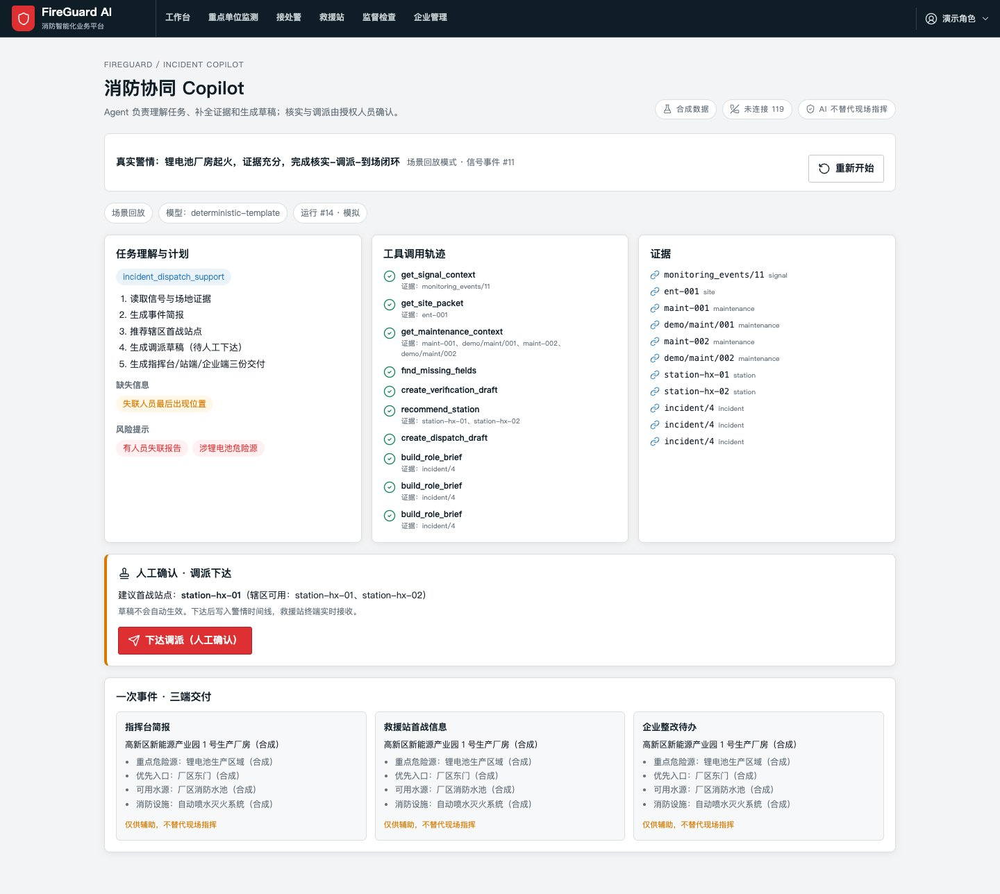 FireGuard AI
消防智能化业务平台
工作台
重点单位监测
接处警
救援站
监督检查
企业管理
演示角色
FIREGUARD / INCIDENT COPILOT
消防协同 Copilot
Agent 负责理解任务、补全证据和生成草稿；核实与调派由授权人员确认。
合成数据
未连接 119
AI 不替代现场指挥
真实警情：锂电池厂房起火，证据充分，完成核实-调派-到场闭环 场景回放模式 · 信号事件 #11
重新开始
场景回放
模型：deterministic-template
运行 #14 · 模拟
任务理解与计划
incident_dispatch_support
1. 读取信号与场地证据
2. 生成事件简报
3. 推荐辖区首战站点
4. 生成调派草稿（待人工下达）
5. 生成指挥台/站端/企业端三份交付
缺失信息
失联人员最后出现位置
风险提示
有人员失联报告
涉锂电池危险源
工具调用轨迹
get_signal_context
证据：monitoring_events/11
get_site_packet
证据：ent-001
get_maintenance_context
证据：maint-001、demo/maint/001、maint-002、
demo/maint/002
find_missing_fields
create_verification_draft
recommend_station
证据：station-hx-01、station-hx-02
create_dispatch_draft
build_role_brief
证据：incident/4
build_role_brief
证据：incident/4
build_role_brief
证据：incident/4
证据
monitoring_events/11 signal
ent-001 site
maint-001 maintenance
demo/maint/001 maintenance
maint-002 maintenance
demo/maint/002 maintenance
station-hx-01 station
station-hx-02 station
incident/4 incident
incident/4 incident
incident/4 incident
人工确认 · 调派下达
建议首战站点：station-hx-01（辖区可用：station-hx-01、station-hx-02）
草稿不会自动生效。下达后写入警情时间线，救援站终端实时接收。
下达调派（人工确认）
一次事件 · 三端交付
指挥台简报
高新区新能源产业园 1 号生产厂房（合成）
• 重点危险源：锂电池生产区域（合成）
• 优先入口：厂区东门（合成）
• 可用水源：厂区消防水池（合成）
• 消防设施：自动喷水灭火系统（合成）
仅供辅助，不替代现场指挥
救援站首战信息
高新区新能源产业园 1 号生产厂房（合成）
• 重点危险源：锂电池生产区域（合成）
• 优先入口：厂区东门（合成）
• 可用水源：厂区消防水池（合成）
• 消防设施：自动喷水灭火系统（合成）
仅供辅助，不替代现场指挥
企业整改待办
高新区新能源产业园 1 号生产厂房（合成）
• 重点危险源：锂电池生产区域（合成）
• 优先入口：厂区东门（合成）
• 可用水源：厂区消防水池（合成）
• 消防设施：自动喷水灭火系统（合成）
仅供辅助，不替代现场指挥